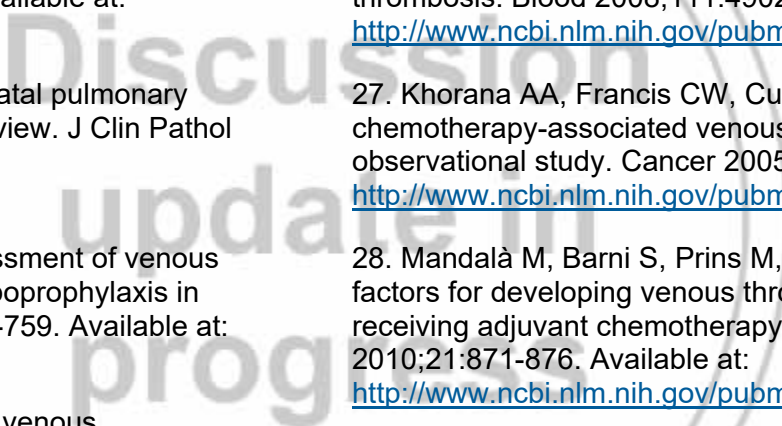 ailable at:
atal pulmonary
view. J Clin Pathol
ssment of venous
boprophylaxis in
-759. Available at:
venous
thrombosis. Blood 2008;111:4902
http://www.ncbi.nlm.nih.gov/pubm
27. Khorana AA, Francis CW, Cu
chemotherapy-associated venous
observational study. Cancer 2005
http://www.ncbi.nlm.nih.gov/pubm
28. Mandalà M, Barni S, Prins M,
factors for developing venous thro
receiving adjuvant chemotherapy
2010;21:871-876. Available at:
http://www.ncbi.nlm.nih.gov/pubm
Discussion
update in
progress